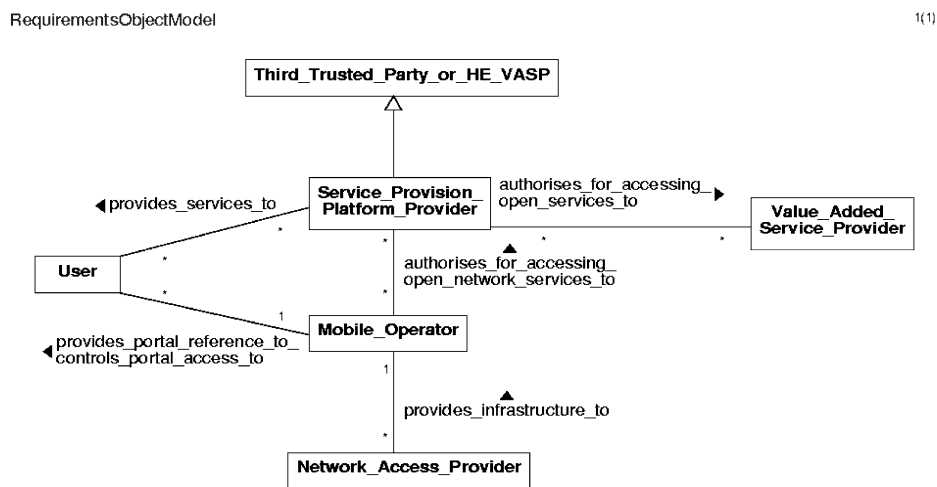 RequirementsObjectModel
1(1)
Third_Trusted_Party_or_HE_VASP
Service_Provision_
Platform_Provider
provides_services_to
authorises_for_accessing_
open_services_to
Value_Added_
Service_Provider
*
*
*
*
*
User
authorises_for_accessing_
open_network_services_to
*
*
1
Mobile_Operator
provides_portal_reference_to_
controls_portal_access_to
1
provides_infrastructure_to
*
Network_Access_Provider